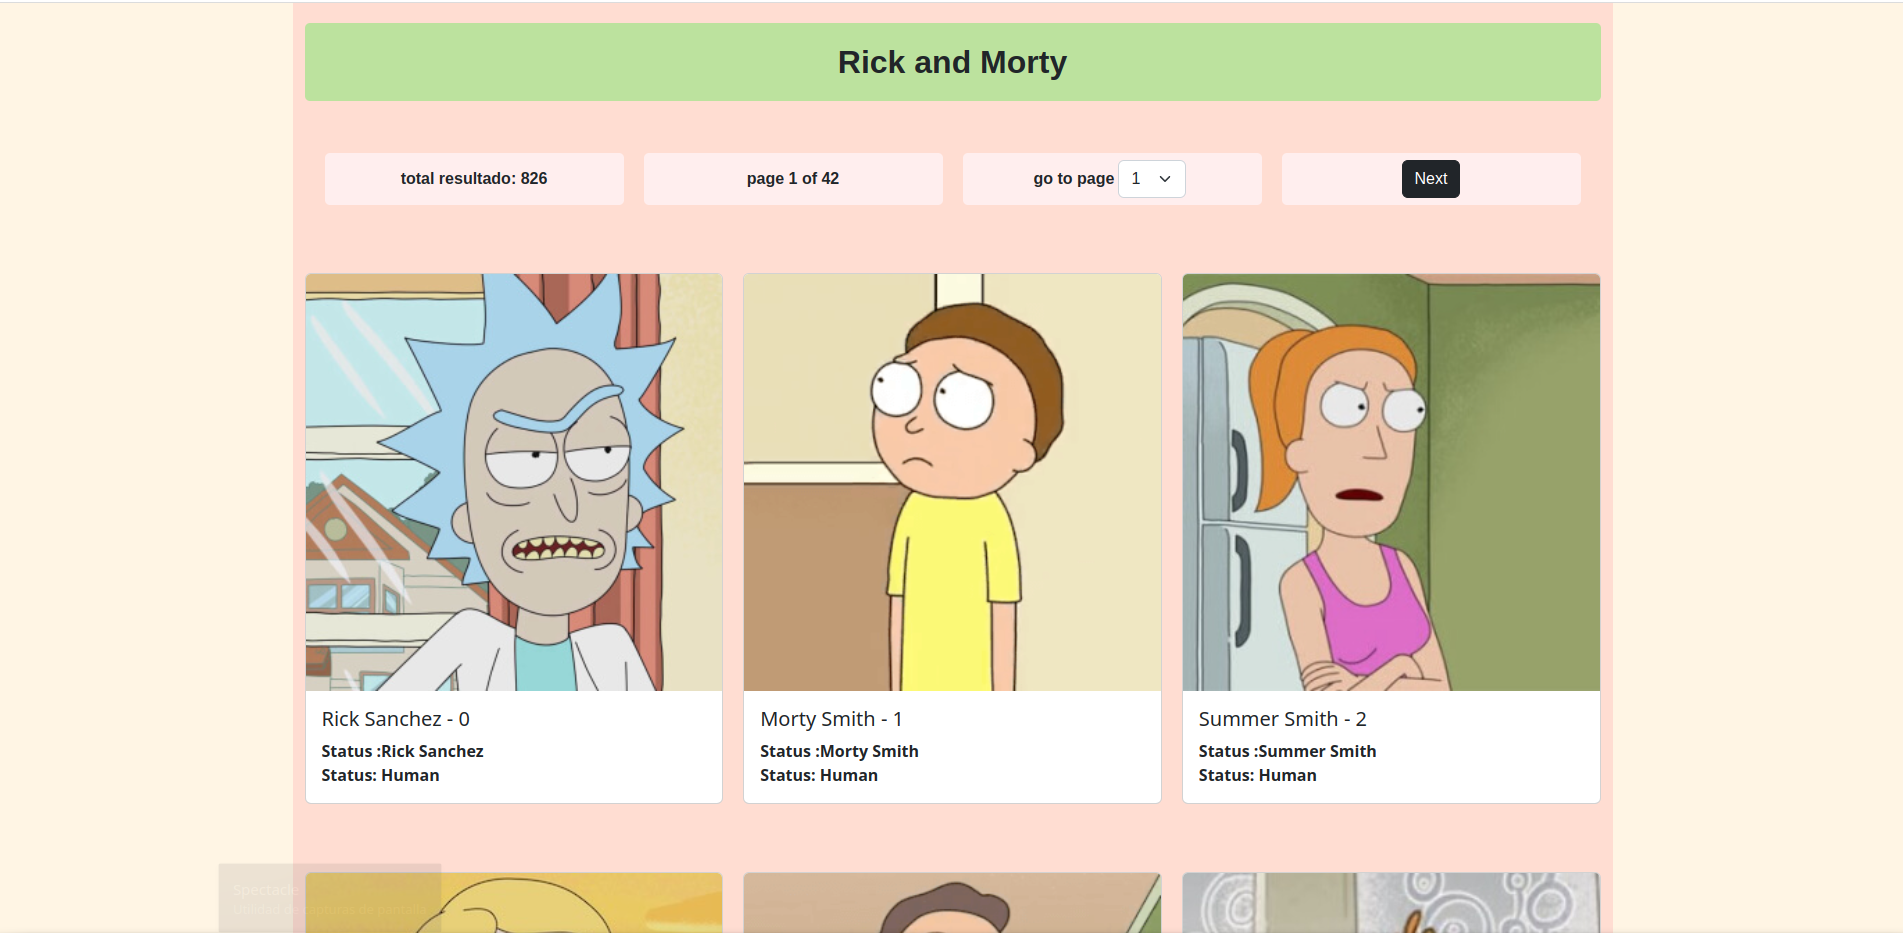 Rick and Morty
total resultado: 826
page 1 of 42
go to page 1
Next
Rick Sanchez - 0
Status :Rick Sanchez
Status: Human
Morty Smith - 1
Status :Morty Smith
Status: Human
Summer Smith - 2
Status :Summer Smith
Status: Human
Spectacle